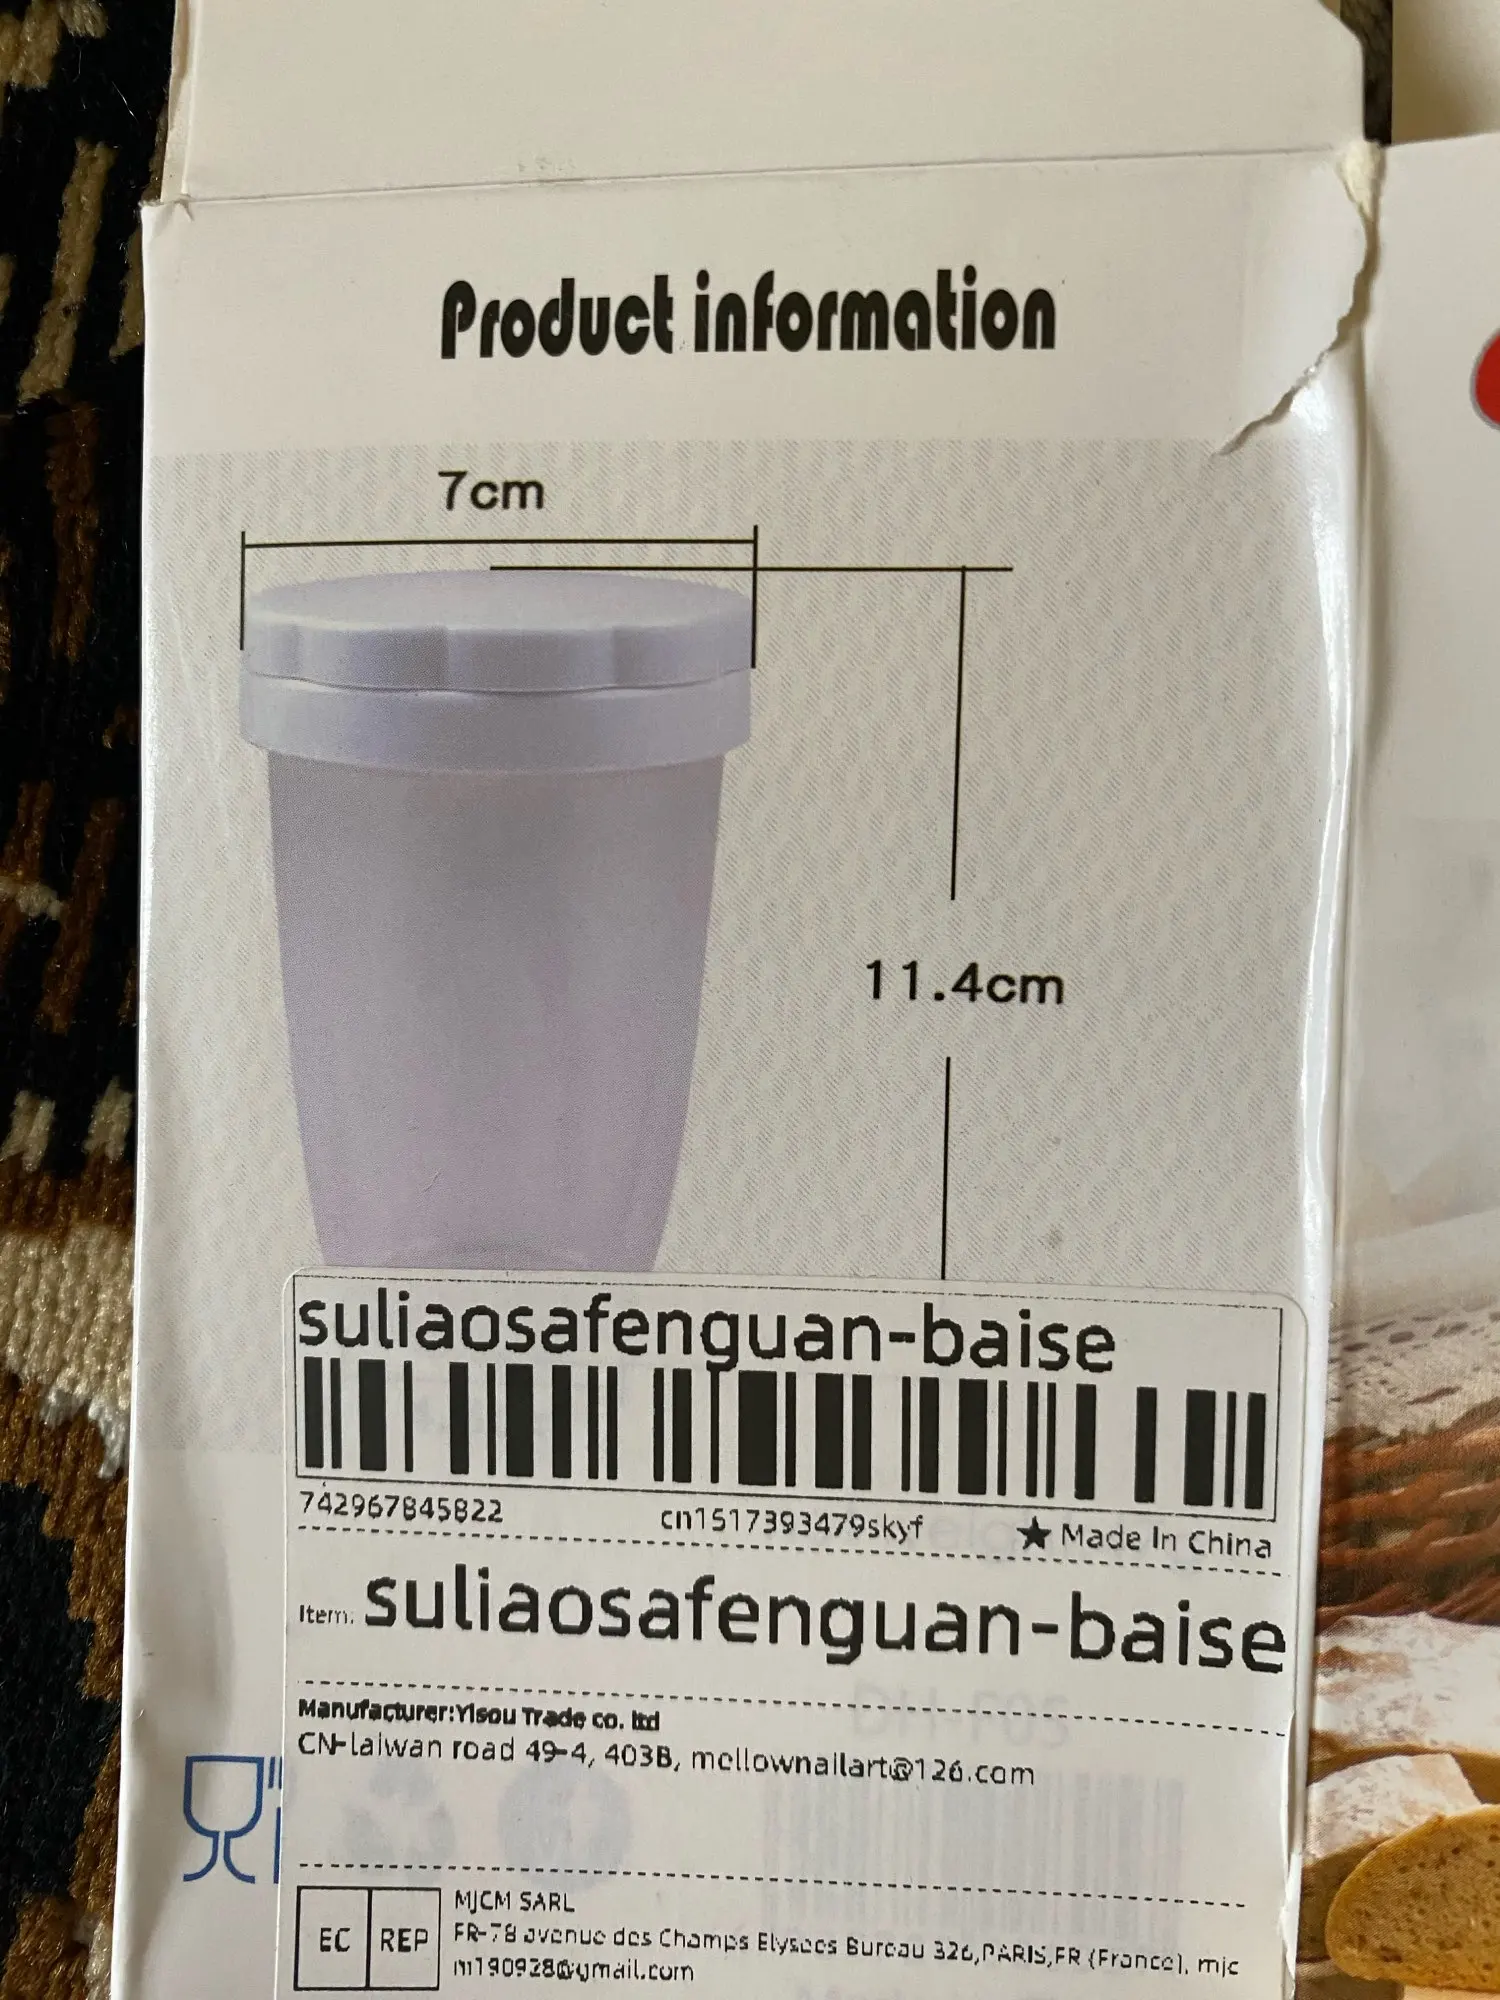 Product information
7cm
11.4cm
suliaosafenguan-baise
742967845822 cn1517393479skyf ★ Made In China
Item: suliaosafenguan-baise
Manufacturer:Yisou Trade co. ltd
CN-laiwan road 49-4, 403B, mellownailart@126.com
EC REP
MJCM SARL
FR-78 avenue des Champs Elysees Bureau 326,PARIS,FR (France), mjc
m190928@gmail.com